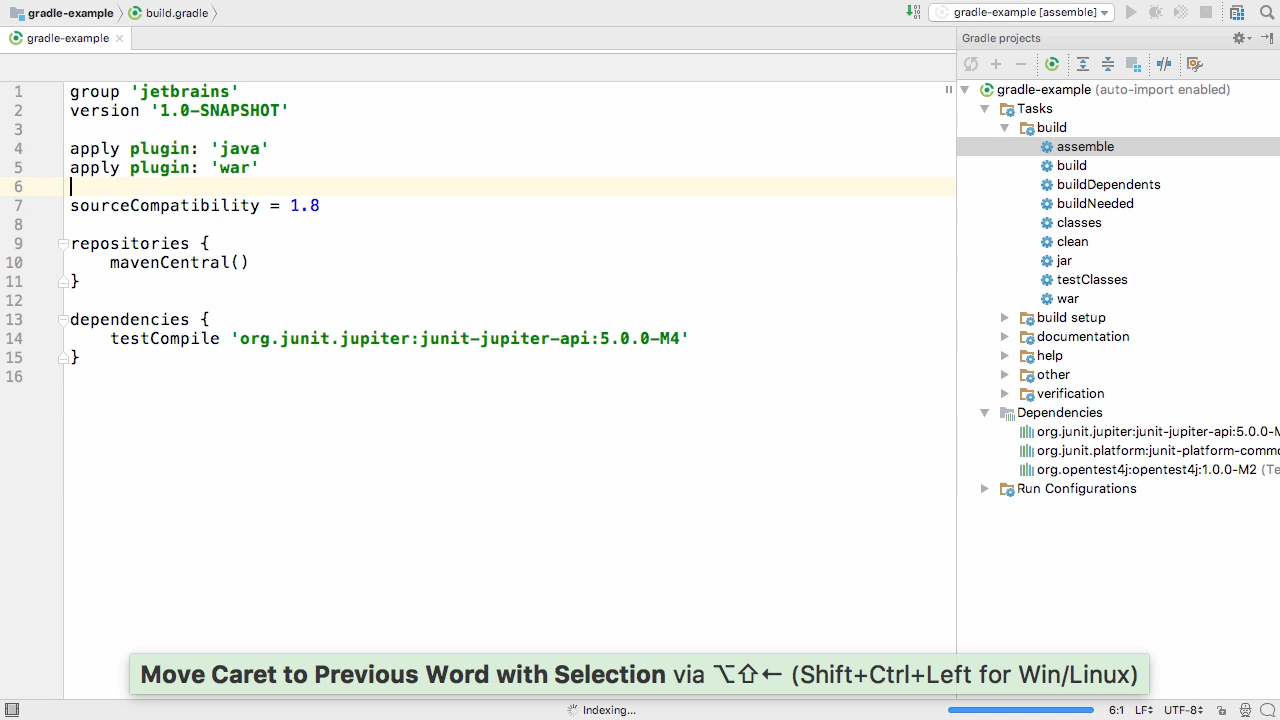 gradle-example build.gradle
gradle-example [assemble]
gradle-example
Gradle projects
1 group 'jetbrains'
2 version '1.0-SNAPSHOT'
3
4 apply plugin: 'java'
5 apply plugin: 'war'
6
7 sourceCompatibility = 1.8
8
9 repositories {
10 mavenCentral()
11 }
12
13 dependencies {
14 testCompile 'org.junit.jupiter:junit-jupiter-api:5.0.0-M4'
15 }
16
gradle-example (auto-import enabled)
Tasks
build
assemble
build
buildDependents
buildNeeded
classes
clean
jar
testClasses
war
build setup
documentation
help
other
verification
Dependencies
org.junit.jupiter:junit-jupiter-api:5.0.0-M
org.junit.platform:junit-platform-commo
org.opentest4j:opentest4j:1.0.0-M2 (Te
Run Configurations
Move Caret to Previous Word with Selection via ⌥⇧← (Shift+Ctrl+Left for Win/Linux)
Indexing...
6:1 LF UTF-8